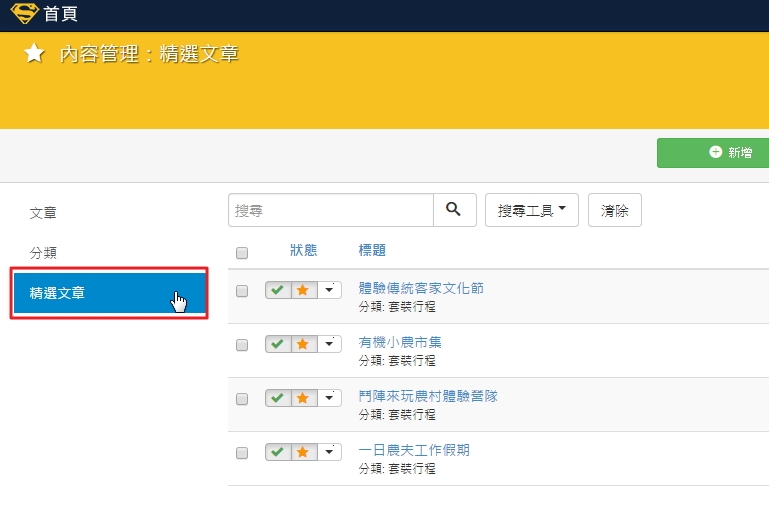 首頁
內容管理：精選文章
新增
文章
分類
精選文章
搜尋
搜尋工具
清除
狀態 標題
體驗傳統客家文化節
分類: 套裝行程
有機小農市集
分類: 套裝行程
鬥陣來玩農村體驗營隊
分類: 套裝行程
一日農夫工作假期
分類: 套裝行程